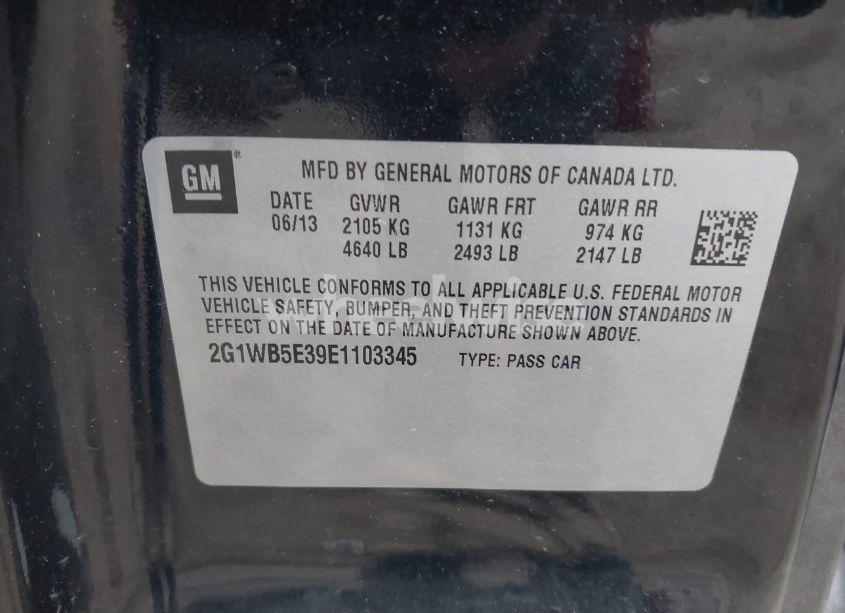 GM ® MFD BY GENERAL MOTORS OF CANADA LTD.
DATE GVWR GAWR FRT GAWR RR
06/13 2105 KG 1131 KG 974 KG
4640 LB 2493 LB 2147 LB
THIS VEHICLE CONFORMS TO ALL APPLICABLE U.S. FEDERAL MOTOR
VEHICLE SAFETY, BUMPER, AND THEFT PREVENTION STANDARDS IN
EFFECT ON THE DATE OF MANUFACTURE SHOWN ABOVE.
2G1WB5E39E1103345 TYPE: PASS CAR